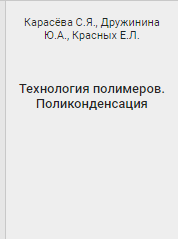 Карасёва С.Я., Дружинина
Ю.А., Красных Е.Л.
Технология полимеров.
Поликонденсация